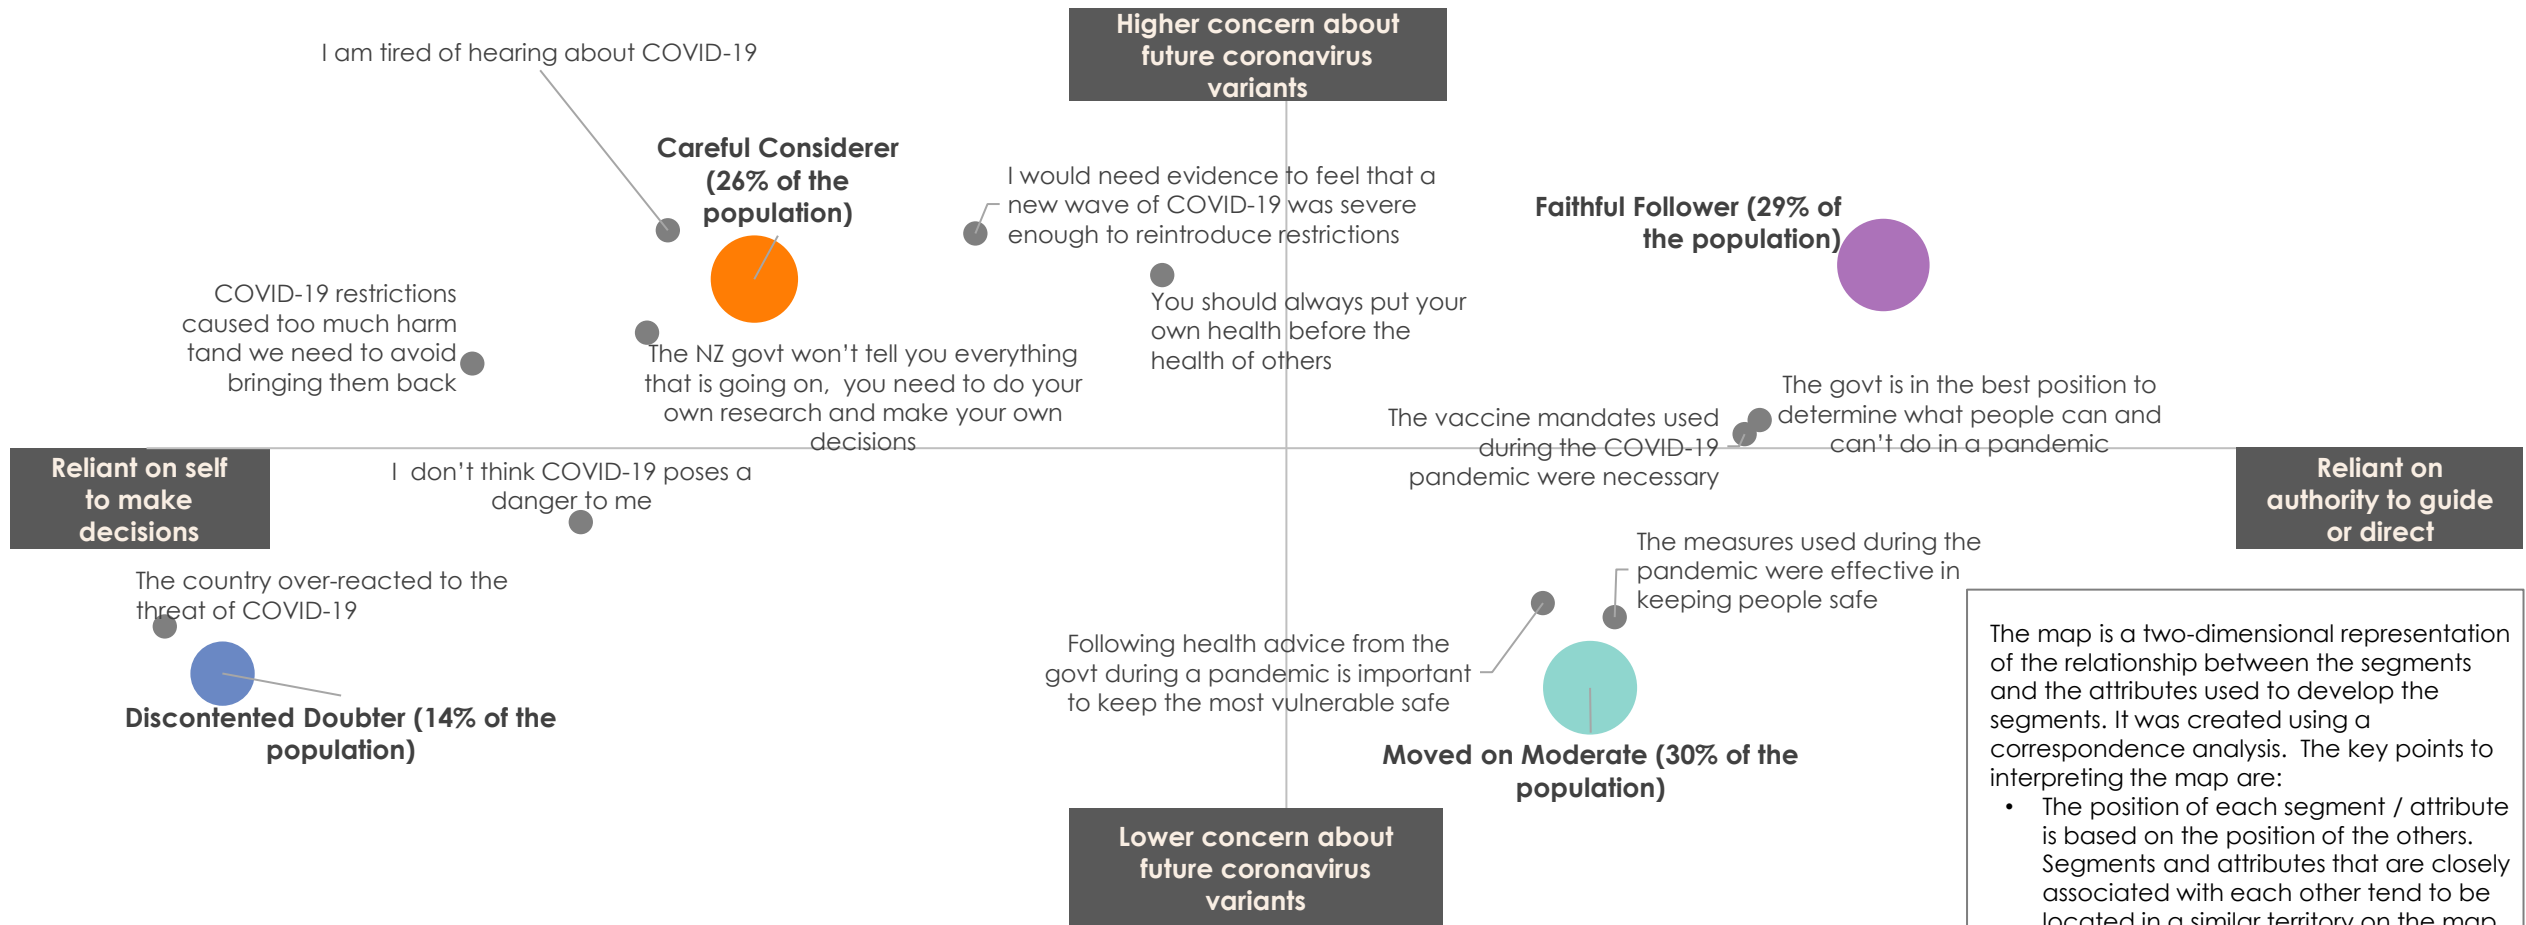 Higher concern about
future coronavirus
variants
I am tired of hearing about COVID-19
Careful Considerer
(26% of the
population)
I would need evidence to feel that a
new wave of COVID-19 was severe
enough to reintroduce restrictions
Faithful Follower (29% of
the population)
COVID-19 restrictions
caused too much harm
tand we need to avoid
bringing them back
You should always put your
own health before the
health of others
The NZ govt won't tell you everything
that is going on,  you need to do your
own research and make your own
decisions
The vaccine mandates used
during the COVID-19
pandemic were necessary
The govt is in the best position to
determine what people can and
can't do in a pandemic
Reliant on self
to make
decisions
I  don't think COVID-19 poses a
danger to me
Reliant on
authority to guide
or direct
The country over-reacted to the
threat of COVID-19
The measures used during the
pandemic were effective in
keeping people safe
Following health advice from the
govt during a pandemic is important
to keep the most vulnerable safe
Discontented Doubter (14% of the
population)
Moved on Moderate (30% of the
population)
Lower concern about
future coronavirus
variants
The map is a two-dimensional representation
of the relationship between the segments
and the attributes used to develop the
segments. It was created using a
correspondence analysis.  The key points to
interpreting the map are:
• The position of each segment / attribute
is based on the position of the others.
Segments and attributes that are closely
associated with each other tend to be
located in a similar territory on the map